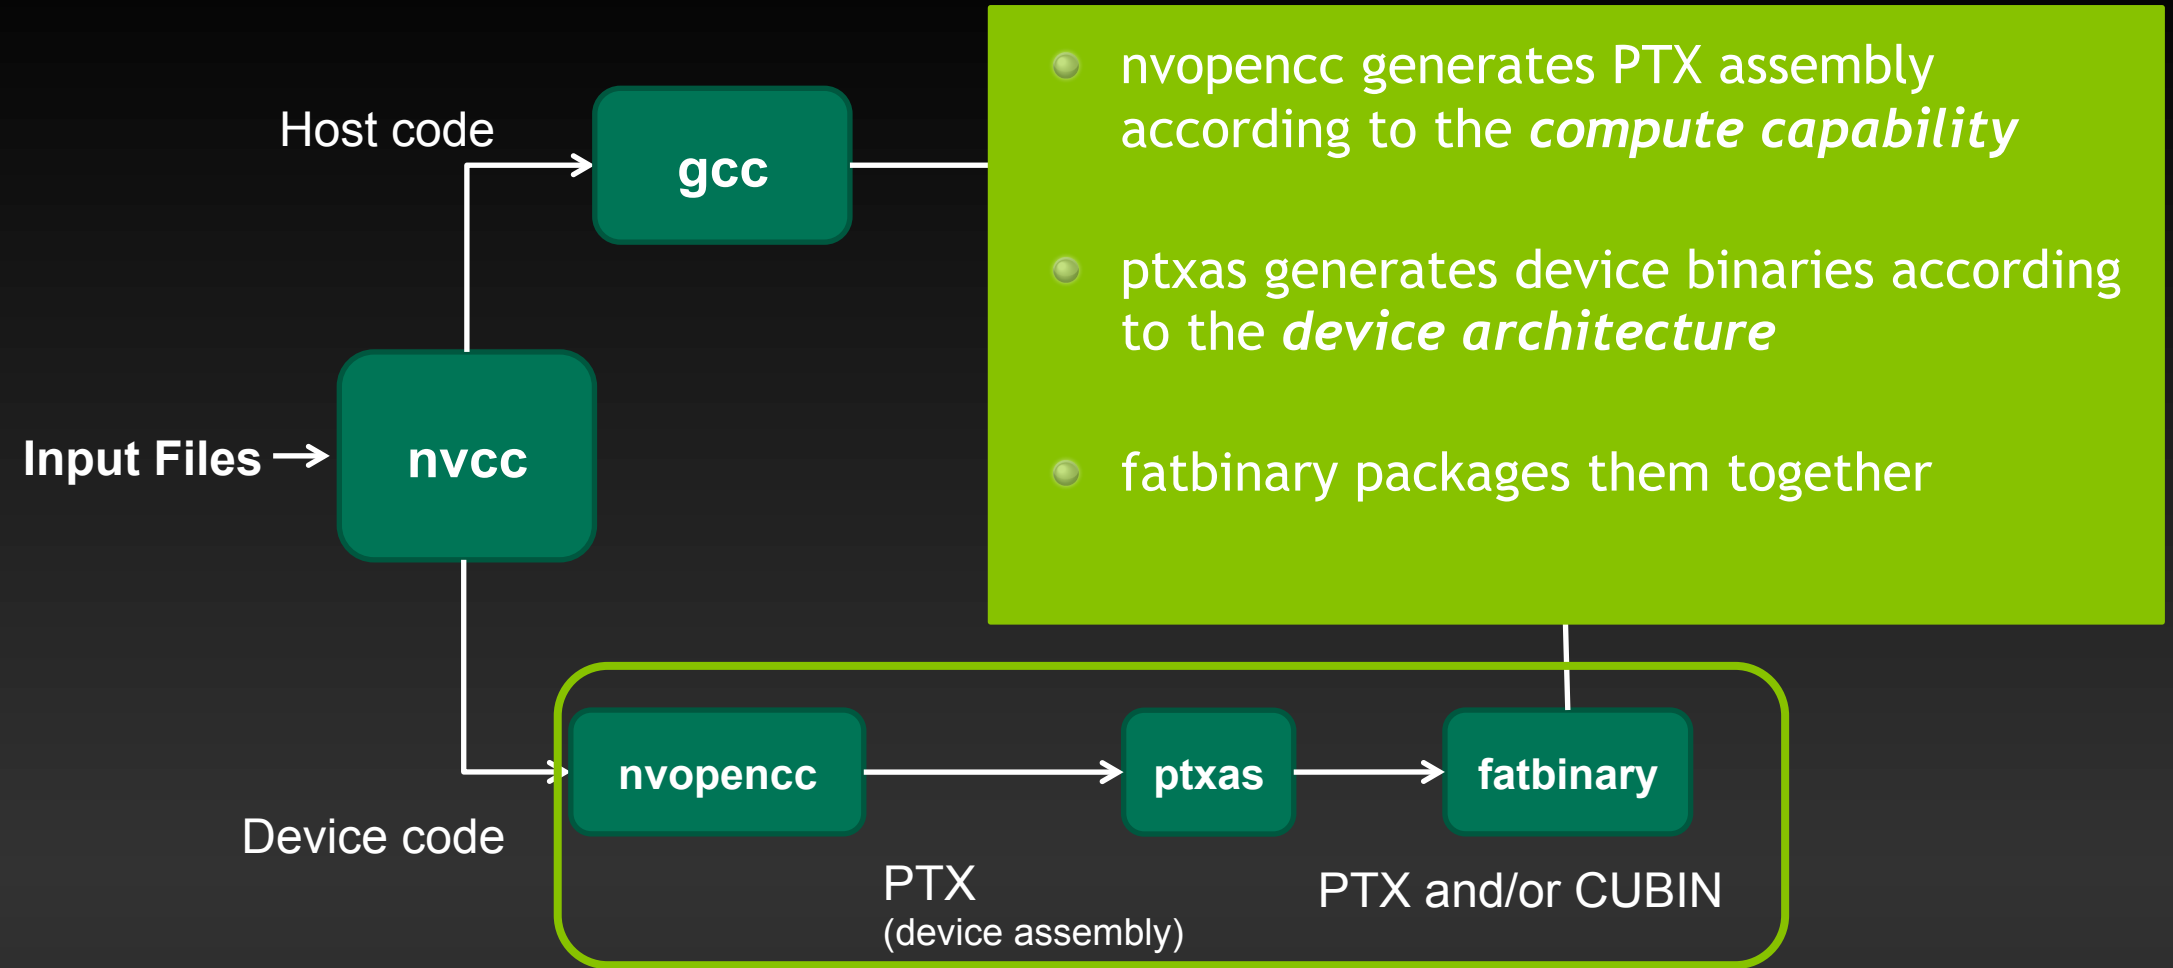 nvopencc generates PTX assembly
according to the compute capability
ptxas generates device binaries according
to the device architecture
fatbinary packages them together
Host code
gcc
Input Files
nvcc
nvopencc
ptxas
fatbinary
Device code
PTX
(device assembly)
PTX and/or CUBIN